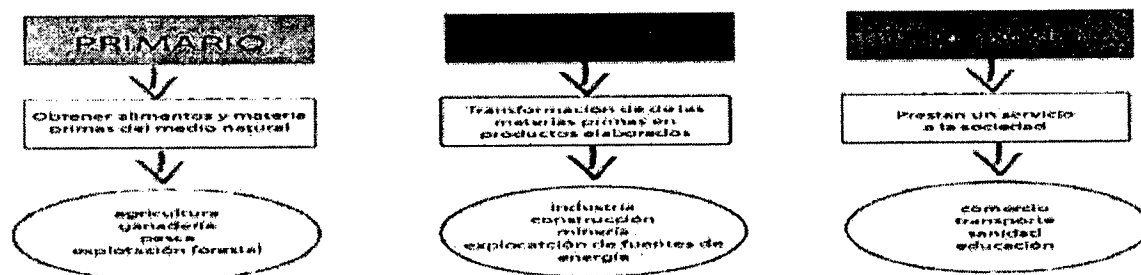 PRIMARIO
Obtener alimentos y materia
primas del medio natural
agricultura
ganadería
pesca
explotación forestal
Transformación de de las
materias primas en
productos elaborados
industria
construcción
minería
explocatción de fuentes de
energía
Prestan un servicio
a la sociedad
comercio
transporte
sanidad
educación